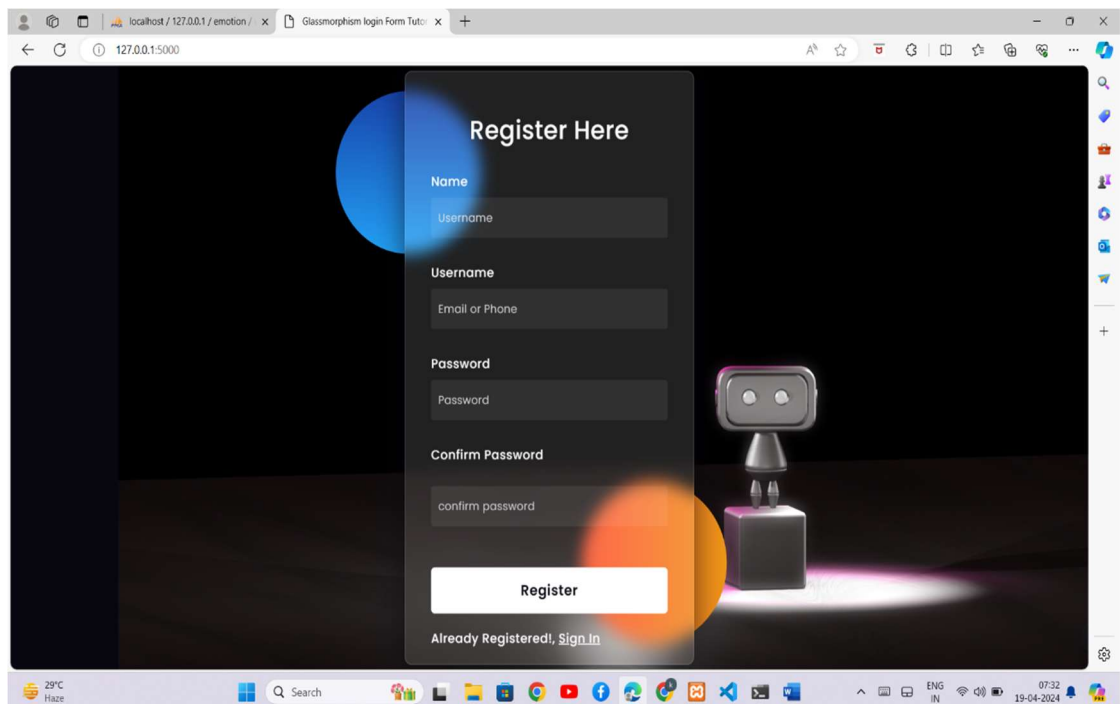 localhost / 127.0.0.1 / emotion /
Glassmorphism login Form Tutor
127.0.0.1:5000
Register Here
Name
Username
Username
Email or Phone
Password
Password
Confirm Password
confirm password
Register
Already Registered!, Sign In
29°C
Haze
Search
ENG
IN
07:32
19-04-2024